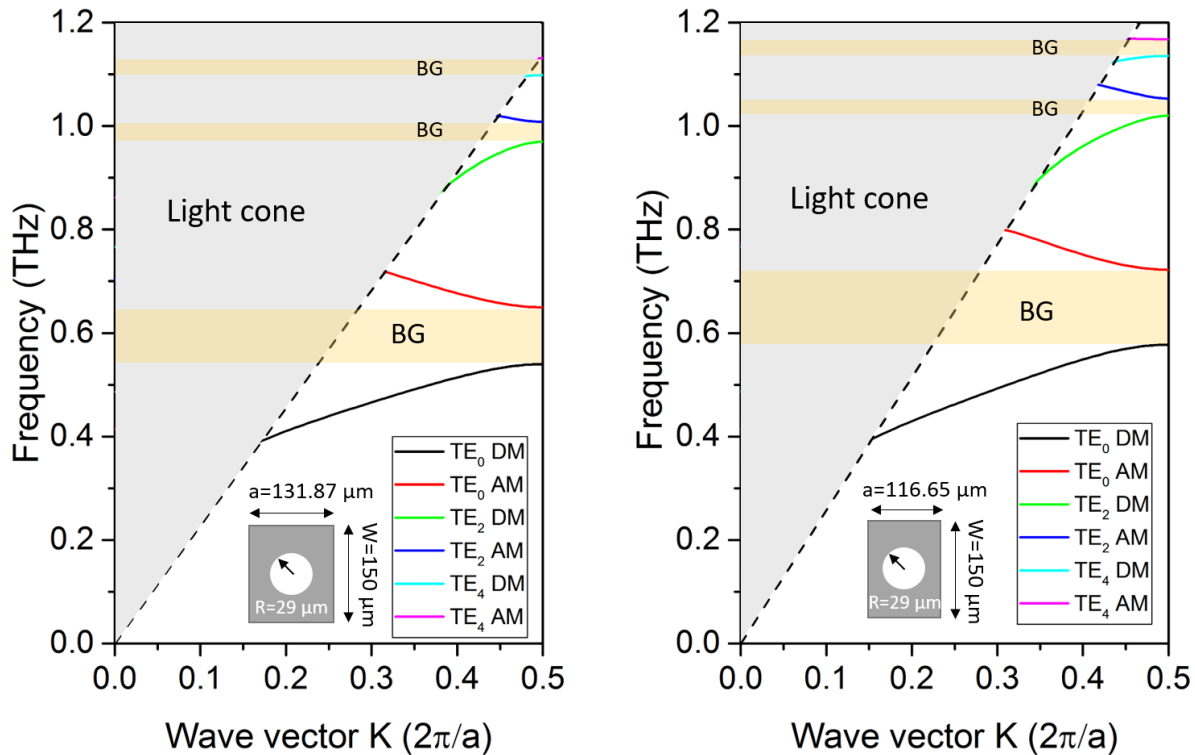 1.2
1.0
0.8
0.6
0.4
0.2
0.0
Frequency (THz)
BG
BG
Light cone
BG
a=131.87 µm
W=150 µm
R=29 µm
TE₀ DM
TE₀ AM
TE₂ DM
TE₂ AM
TE₄ DM
TE₄ AM
0.0 0.1 0.2 0.3 0.4 0.5
Wave vector K (2π/a)
1.2
1.0
0.8
0.6
0.4
0.2
0.0
Frequency (THz)
BG
BG
Light cone
BG
a=116.65 µm
W=150 µm
R=29 µm
TE₀ DM
TE₀ AM
TE₂ DM
TE₂ AM
TE₄ DM
TE₄ AM
0.0 0.1 0.2 0.3 0.4 0.5
Wave vector K (2π/a)